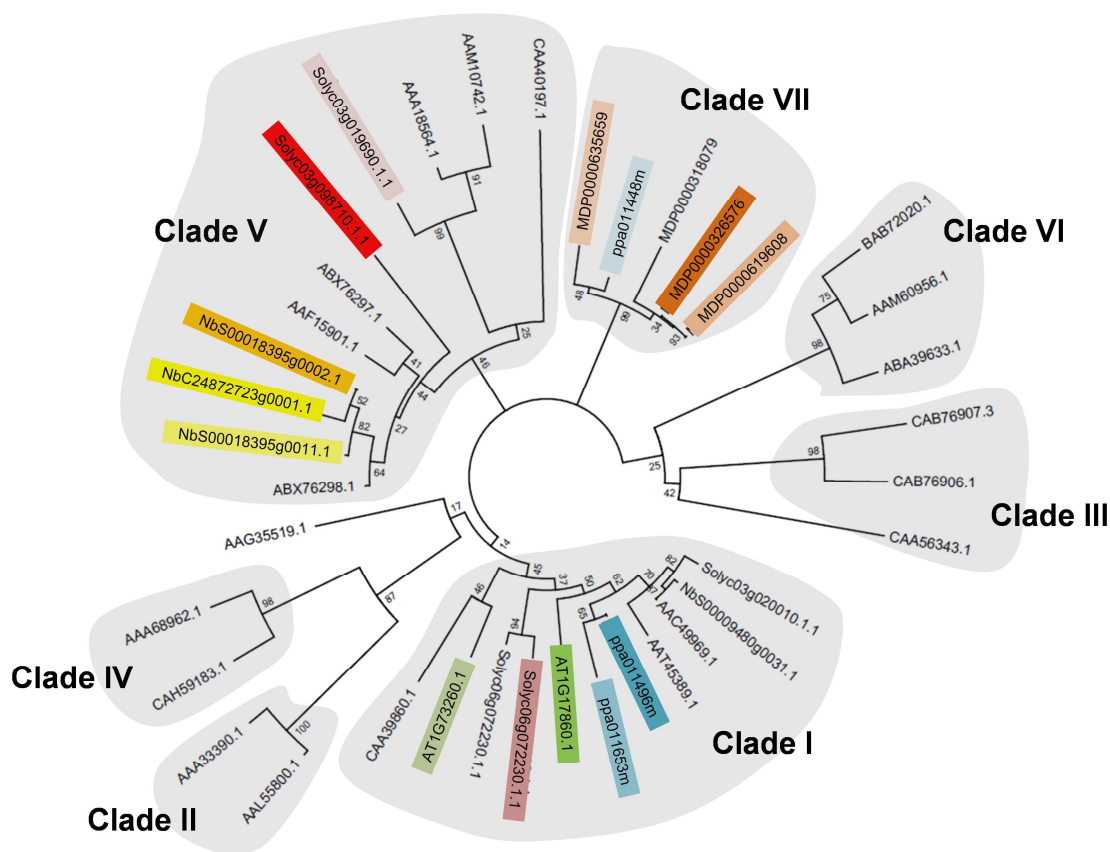 Clade V
Solyc03g098710.1.1
Solyc03g019690.1.1
AAA18564.1
AAM10742.1
CAA40197.1
91
99
25
46
ABX76297.1
AAF15901.1
41
44
NbS00018395g0002.1
NbC24872723g0001.1
NbS00018395g0011.1
ABX76298.1
82
27
64
Clade VII
MDP0000635659
ppa011448m
MDP0000318079
MDP0000326576
MDP0000619608
48
99
34
93
Clade VI
BAB72020.1
AAM60956.1
ABA39633.1
75
98
Clade III
CAB76907.3
CAB76906.1
CAA56343.1
98
25
42
AAG35519.1
17
14
Clade IV
AAA68962.1
CAH59183.1
98
87
Clade II
AAA33390.1
AAL55800.1
100
Clade I
CAA39860.1
AT1G73260.1
Solyc06g072230.1.1
Solyc06g072230.1.1
AT1G17860.1
ppa011653m
ppa011496m
AAT45389.1
AAC49969.1
NbS00009480g0031.1
Solyc03g020010.1.1
46
45
94
37
50
62
65
70
82